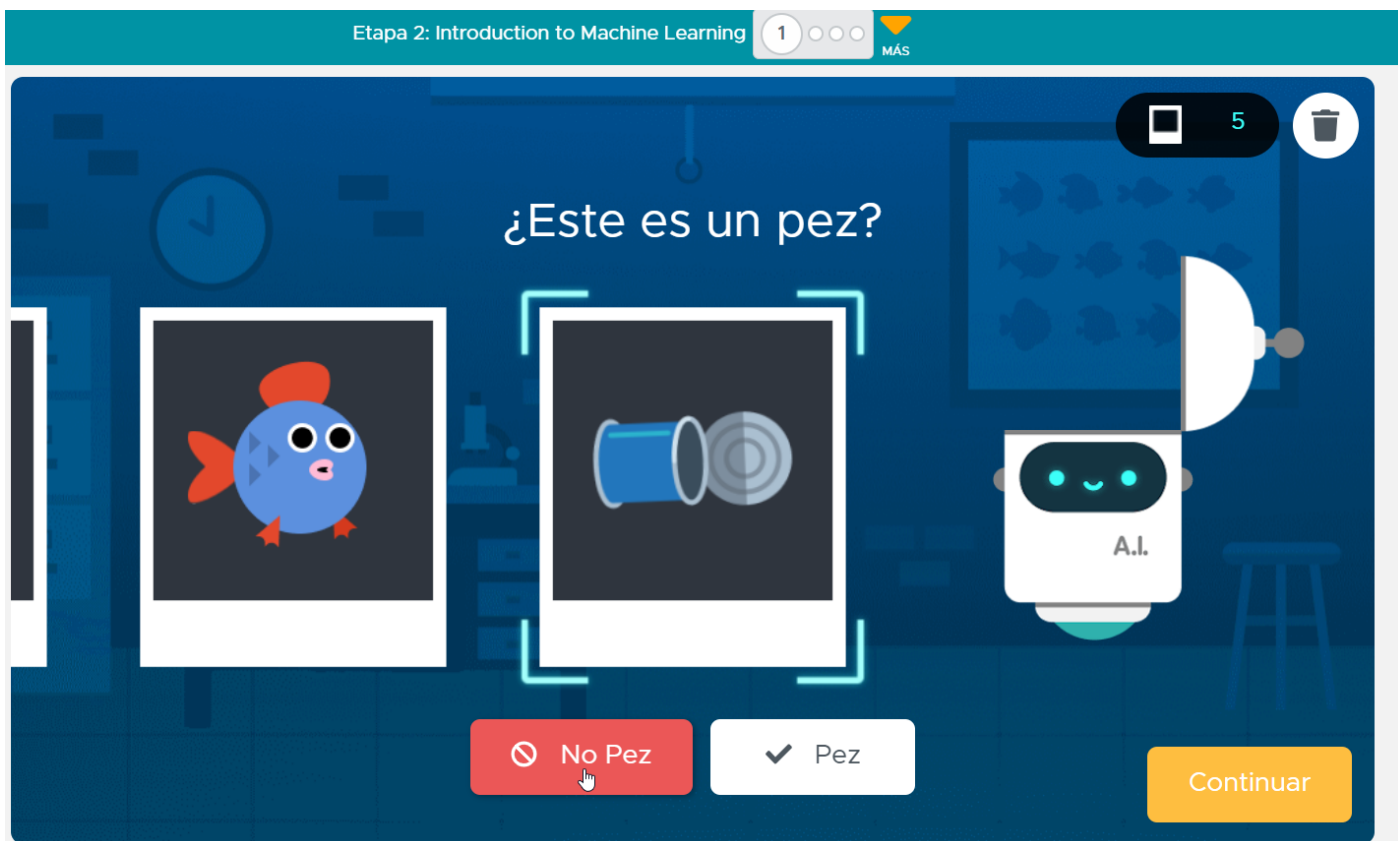 Etapa 2: Introduction to Machine Learning 1
MÁS
5
¿Este es un pez?
A.I.
No Pez
Pez
Continuar